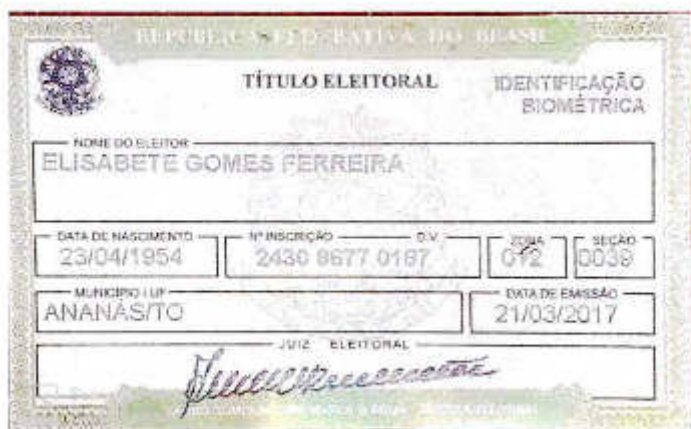 REPÚBLICA FEDERATIVA DO BRASIL
TÍTULO ELEITORAL
IDENTIFICAÇÃO
BIOMÉTRICA
NOME DO ELEITOR
ELISABETE GOMES FERREIRA
DATA DE NASCIMENTO Nº INSCRIÇÃO D.V. ZONA SEÇÃO
23/04/1954 2430 8677 0187 012 0039
MUNICÍPIO / UF DATA DE EMISSÃO
ANANÁS/TO 21/03/2017
JUIZ ELEITORAL